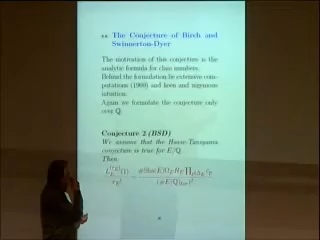 The Conjecture of Birch and
Swinnerton-Dyer
The motivation of this conjecture is the
analytic formula for class numbers.
Behind the formulation lie extensive com-
putations (1960) and keen and ingenious
intuition.
Again we formulate the conjecture only
over Q.
Conjecture 2 (BSD)
We assume that the Hasse-Taniyama
conjecture is true for E/Q.
Then